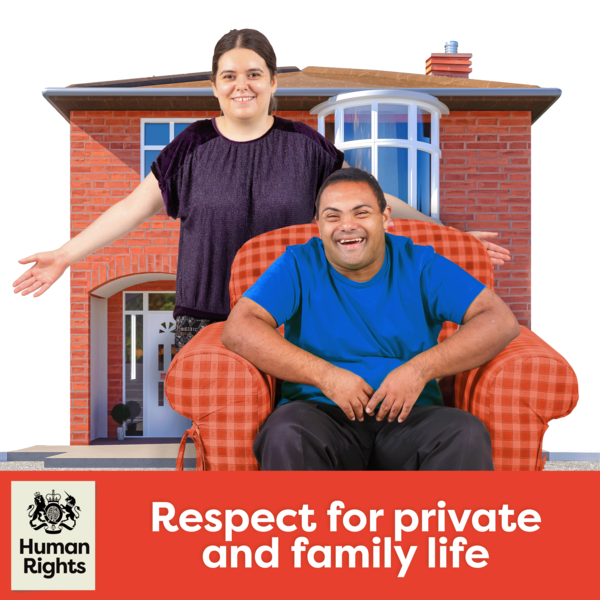 Human
Rights
Respect for private
and family life